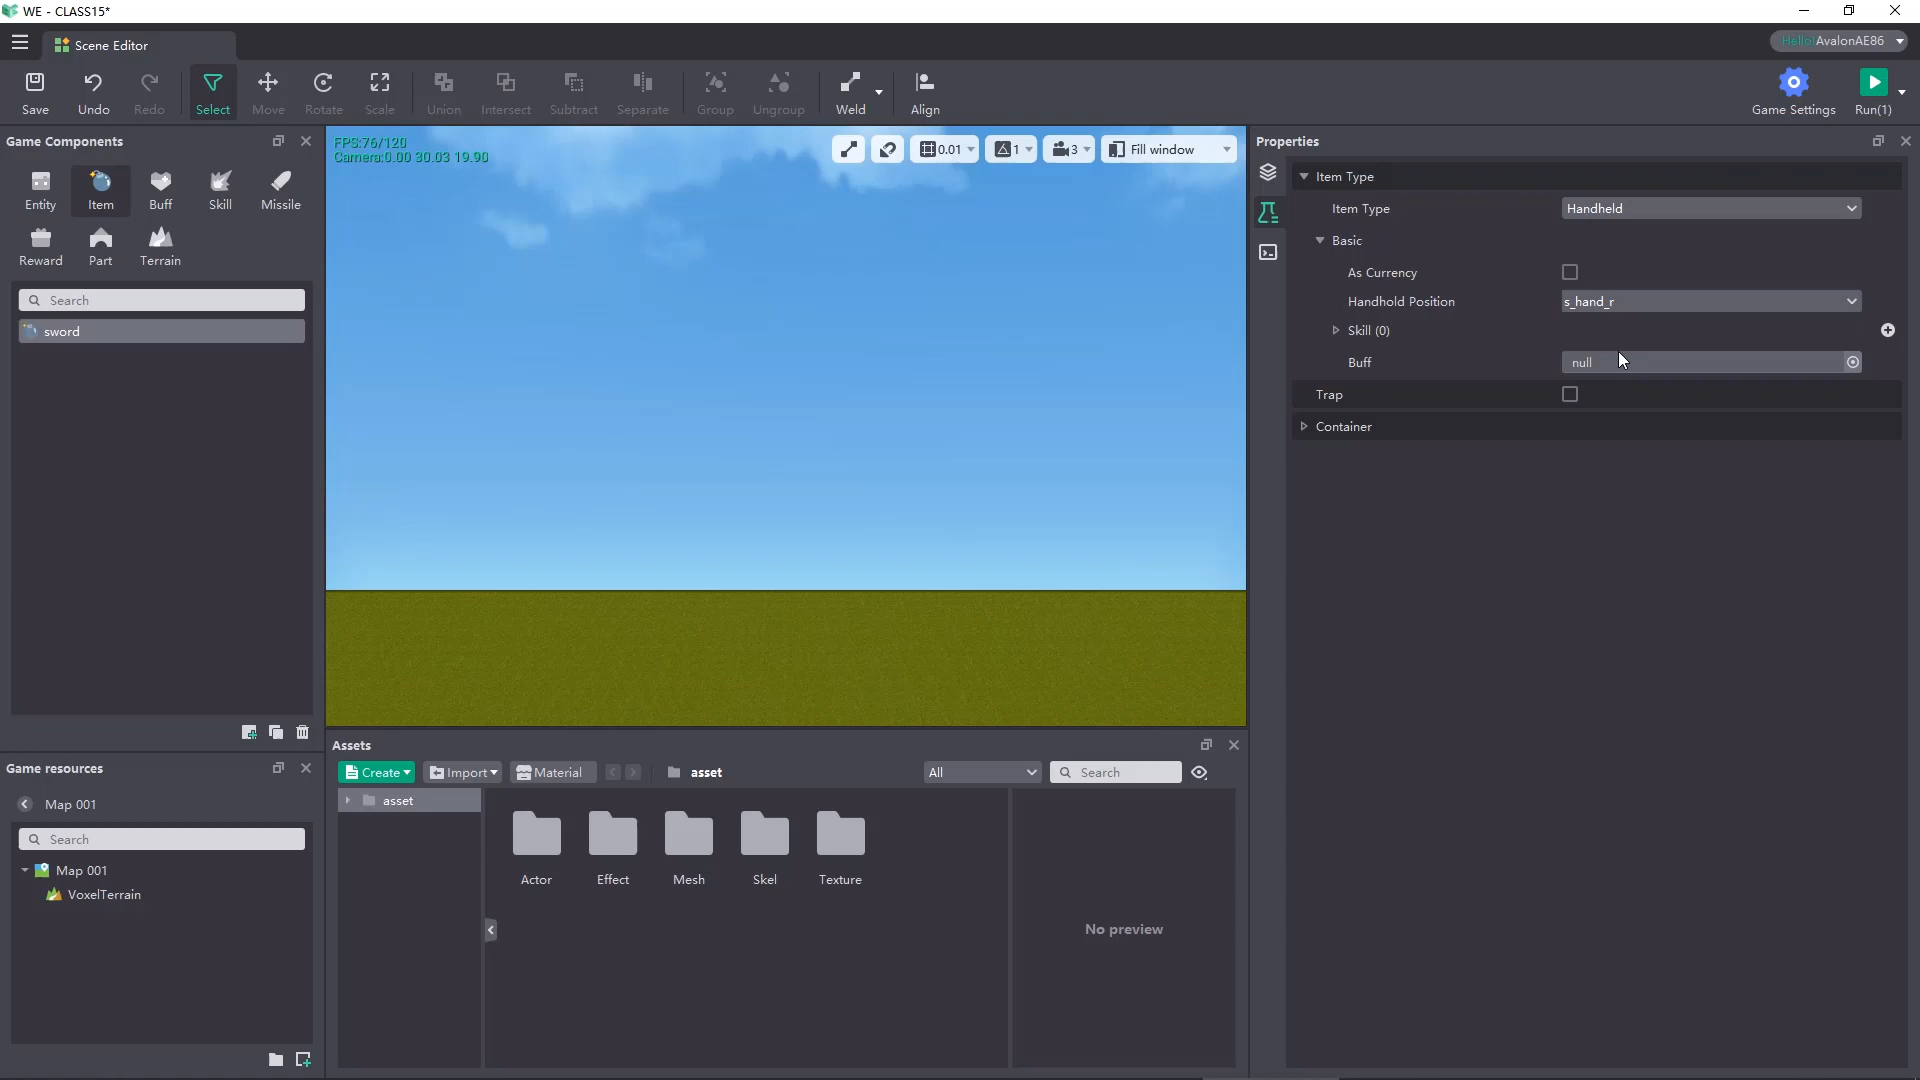 WE - CLASS15*
Scene Editor
Hello! AvalonAE86
Save
Undo
Redo
Select
Move
Rotate
Scale
Union
Intersect
Subtract
Separate
Group
Ungroup
Weld
Align
Game Settings
Run(1)
Game Components
Entity
Item
Buff
Skill
Missile
Reward
Part
Terrain
Search
sword
FPS:76/120
Camera:0.00 30.03 19.90
0.01
1
3
Fill window
Properties
Item Type
Item Type
Handheld
Basic
As Currency
Handhold Position
s_hand_r
Skill (0)
Buff
null
Trap
Container
Game resources
Map 001
Search
Map 001
VoxelTerrain
Assets
Create
Import
Material
asset
All
Search
asset
Actor
Effect
Mesh
Skel
Texture
No preview